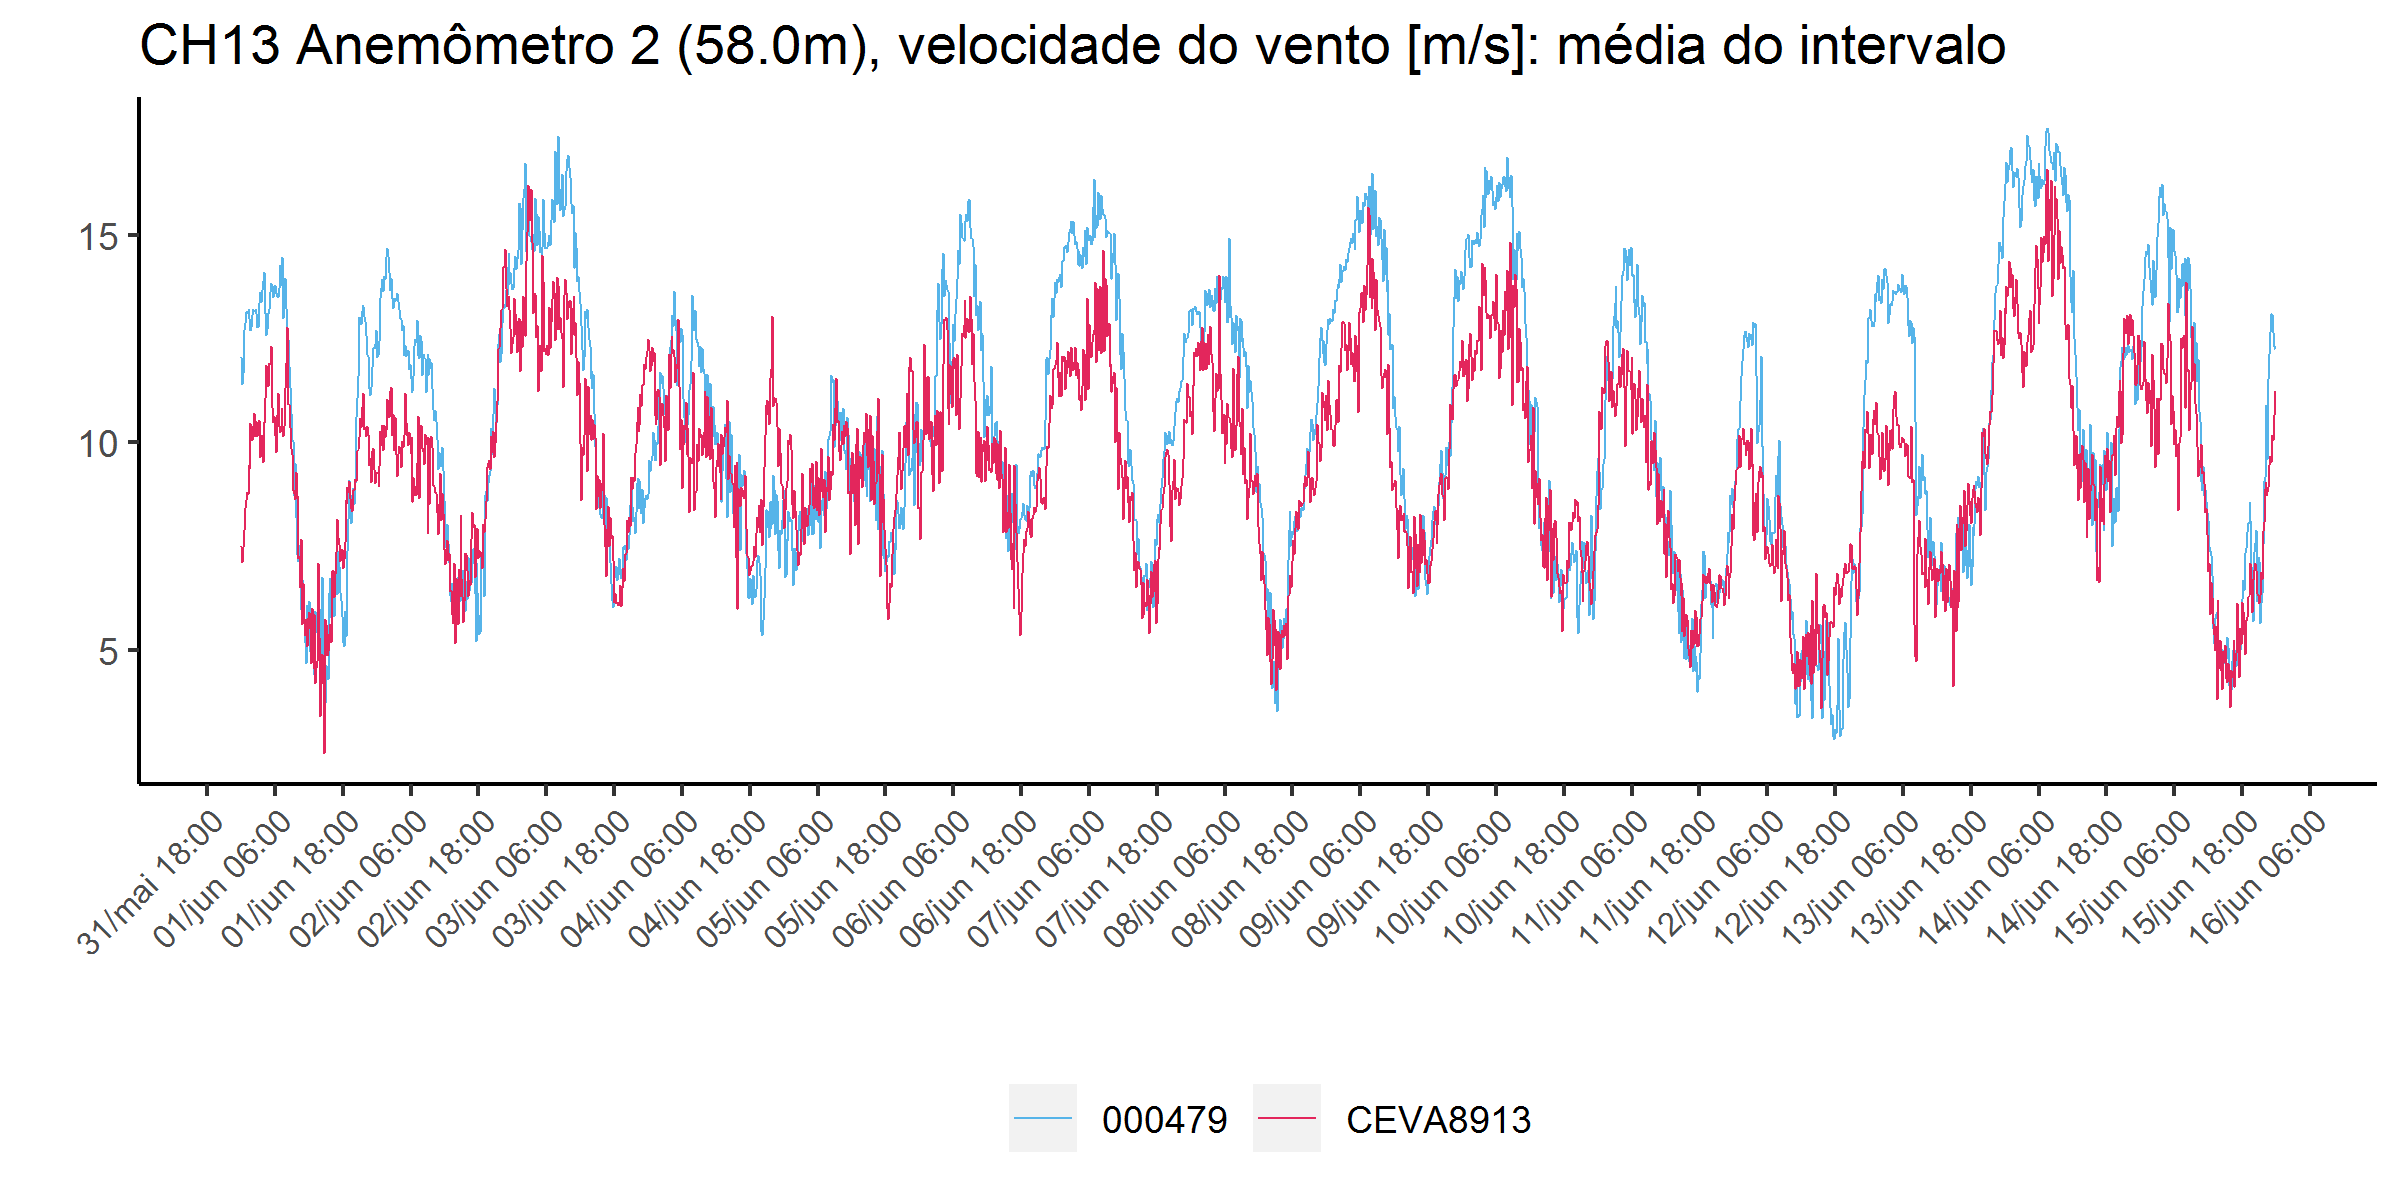 CH13 Anemômetro 2 (58.0m), velocidade do vento [m/s]: média do intervalo
15
10
5
31/mai 18:00
01/jun 06:00
01/jun 18:00
02/jun 06:00
02/jun 18:00
03/jun 06:00
03/jun 18:00
04/jun 06:00
04/jun 18:00
05/jun 06:00
05/jun 18:00
06/jun 06:00
06/jun 18:00
07/jun 06:00
07/jun 18:00
08/jun 06:00
08/jun 18:00
09/jun 06:00
09/jun 18:00
10/jun 06:00
10/jun 18:00
11/jun 06:00
11/jun 18:00
12/jun 06:00
12/jun 18:00
13/jun 06:00
13/jun 18:00
14/jun 06:00
14/jun 18:00
15/jun 06:00
15/jun 18:00
16/jun 06:00
000479
CEVA8913